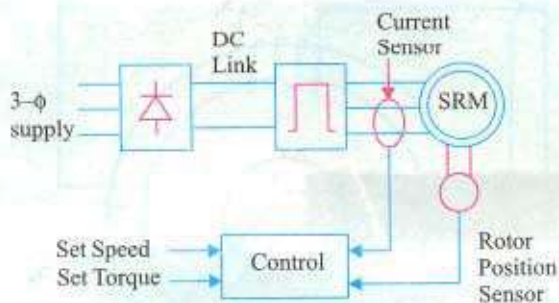 Current
Sensor
DC
Link
3–ϕ
supply
SRM
Set Speed
Set Torque
Control
Rotor
Position
Sensor